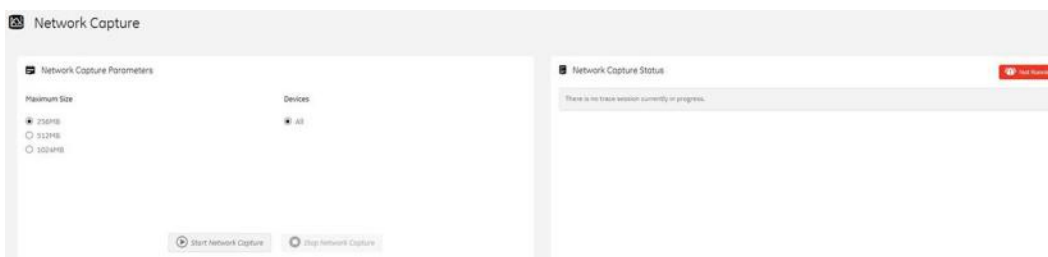 Network Capture
Network Capture Parameters
Maximum Size
Devices
256MB
All
512MB
1024MB
Start Network Capture
Stop Network Capture
Network Capture Status
Not
There is no trace session currently in progress.